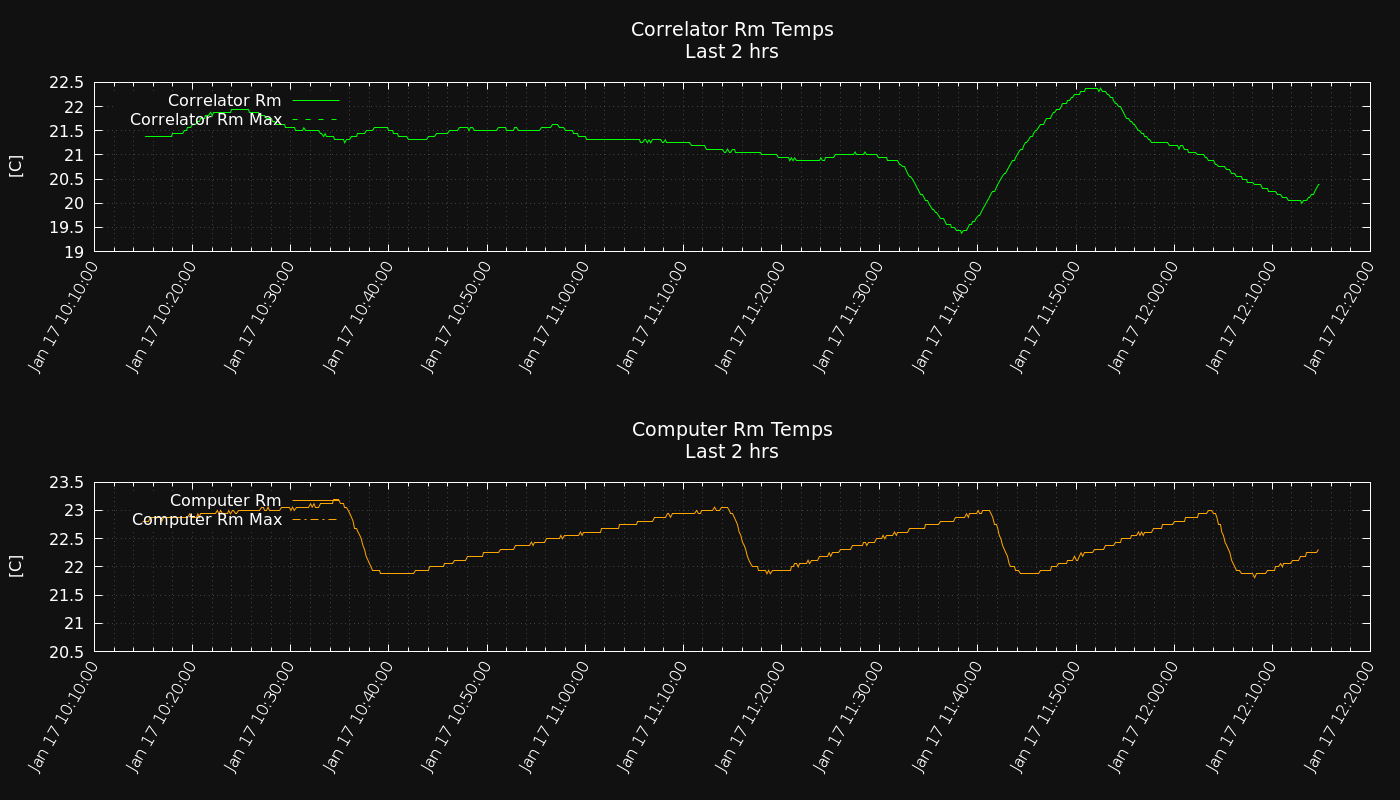 Correlator Rm Temps
Last 2 hrs
[C]
22.5
22
21.5
21
20.5
20
19.5
19
Correlator Rm
Correlator Rm Max
Jan 17 10:10:00
Jan 17 10:20:00
Jan 17 10:30:00
Jan 17 10:40:00
Jan 17 10:50:00
Jan 17 11:00:00
Jan 17 11:10:00
Jan 17 11:20:00
Jan 17 11:30:00
Jan 17 11:40:00
Jan 17 11:50:00
Jan 17 12:00:00
Jan 17 12:10:00
Jan 17 12:20:00
Computer Rm Temps
Last 2 hrs
[C]
23.5
23
22.5
22
21.5
21
20.5
Computer Rm
Computer Rm Max
Jan 17 10:10:00
Jan 17 10:20:00
Jan 17 10:30:00
Jan 17 10:40:00
Jan 17 10:50:00
Jan 17 11:00:00
Jan 17 11:10:00
Jan 17 11:20:00
Jan 17 11:30:00
Jan 17 11:40:00
Jan 17 11:50:00
Jan 17 12:00:00
Jan 17 12:10:00
Jan 17 12:20:00